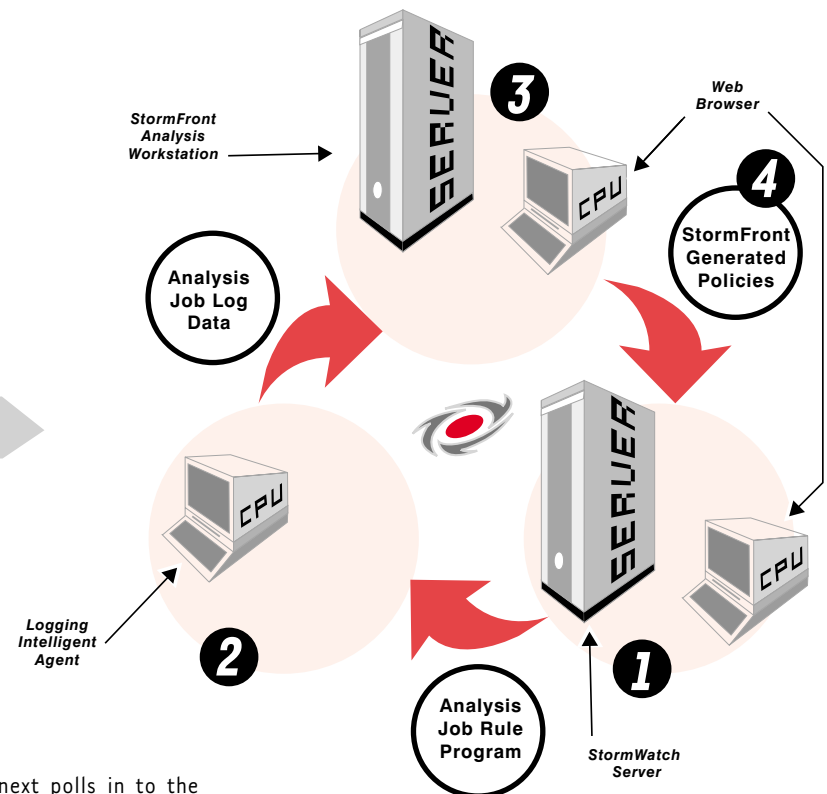 3
SERVER
StormFront
Analysis
Workstation
CPU
Web
Browser
4
StormFront
Generated
Policies
Analysis
Job Log
Data
SERVER
CPU
1
StormWatch
Server
Analysis
Job Rule
Program
CPU
2
Logging
Intelligent
Agent
next polls in to the